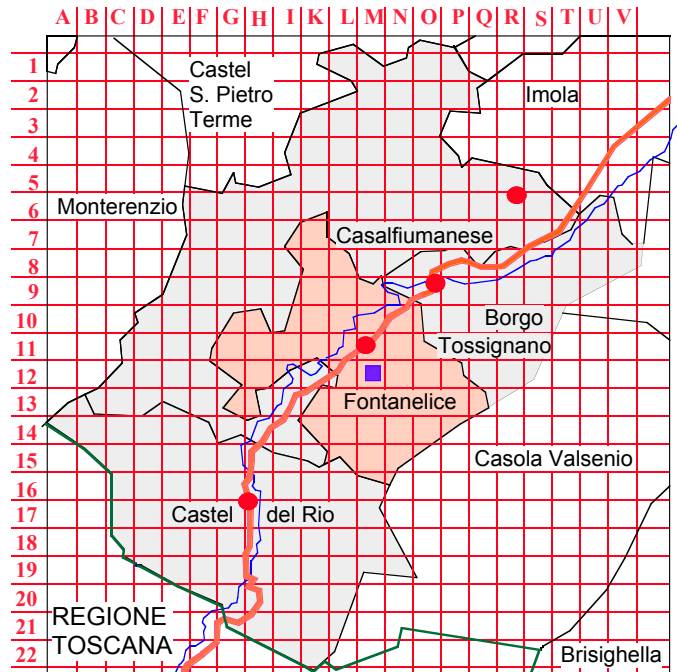 A B C D E F G H I K L M N O P Q R S T U V
1
2
3
4
5
6
7
8
9
10
11
12
13
14
15
16
17
18
19
20
21
22
Castel
S. Pietro
Terme
Imola
Monterenzio
Casalfiumanese
Borgo
Tossignano
Fontanelice
Casola Valsenio
Castel del Rio
REGIONE
TOSCANA
Brisighella